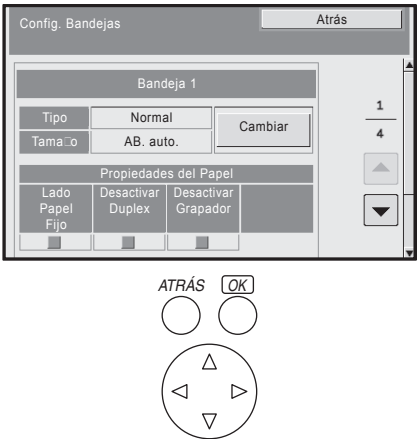 Config. Bandejas
Atrás
Bandeja 1
Tipo
Normal
Cambiar
Tama□o
AB. auto.
1
4
Propiedades del Papel
Lado Papel Fijo
Desactivar Duplex
Desactivar Grapador
ATRÁS
OK